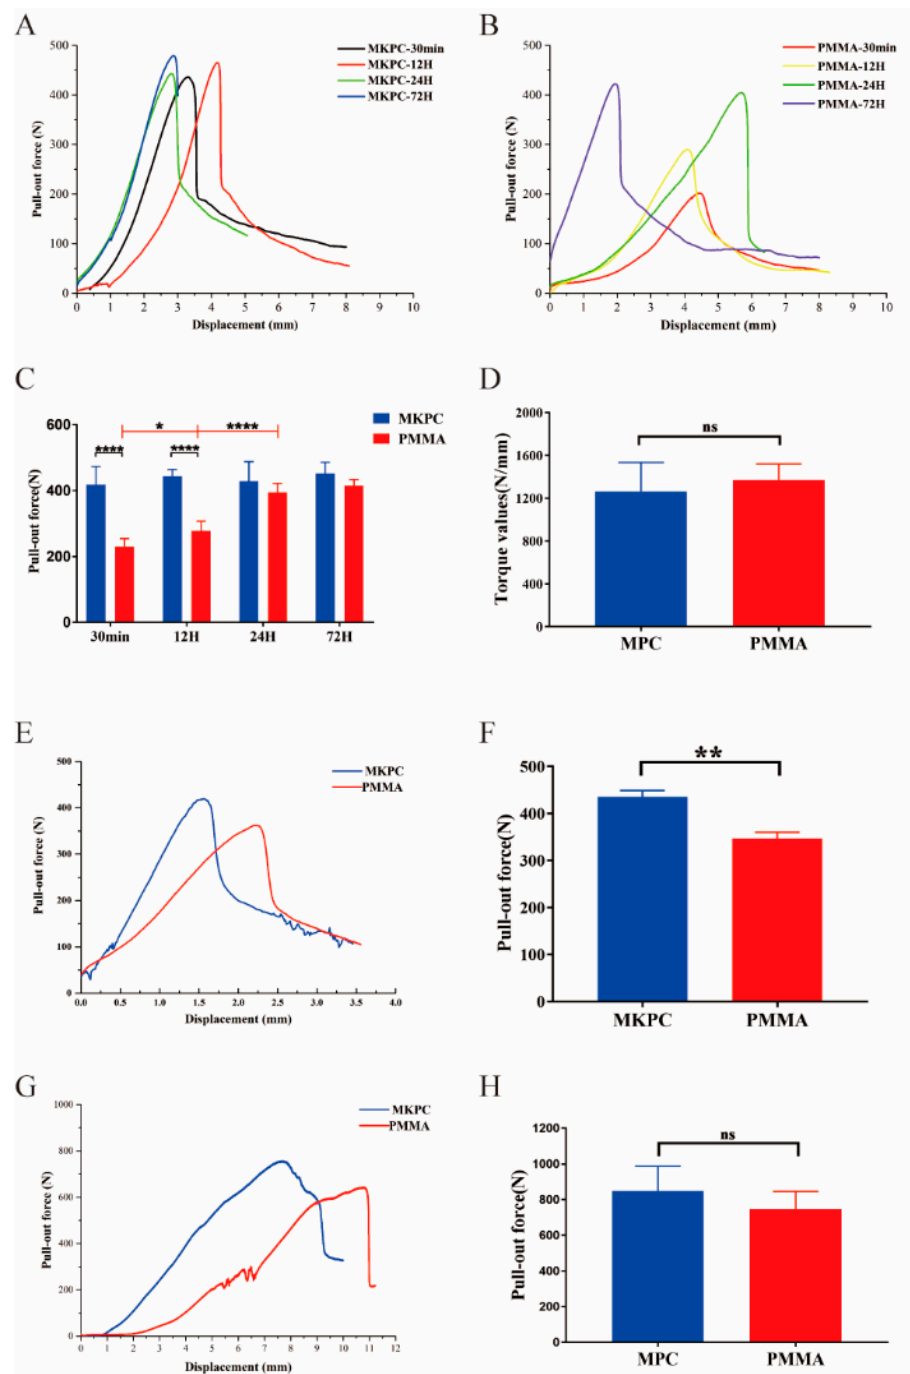 A
MKPC-30min
MKPC-12H
MKPC-24H
MKPC-72H
Pull-out force (N)
500
400
300
200
100
0
0 1 2 3 4 5 6 7 8 9 10
Displacement (mm)
B
PMMA-30min
PMMA-12H
PMMA-24H
PMMA-72H
Pull-out force (N)
500
400
300
200
100
0
0 1 2 3 4 5 6 7 8 9 10
Displacement (mm)
C
MKPC
PMMA
* ****
**** ****
Pull-out force(N)
600
400
200
0
30min 12H 24H 72H
D
ns
Torque values(N/mm)
2000
1600
1200
800
400
0
MPC PMMA
E
MKPC
PMMA
Pull-out force (N)
500
400
300
200
100
0
0.0 0.5 1.0 1.5 2.0 2.5 3.0 3.5 4.0
Displacement (mm)
F
**
Pull-out force(N)
500
400
300
200
100
0
MKPC PMMA
G
MKPC
PMMA
Pull-out force (N)
1000
800
600
400
200
0
0 1 2 3 4 5 6 7 8 9 10 11 12
Displacement (mm)
H
ns
Pull-out force(N)
1200
1000
800
600
400
200
0
MPC PMMA